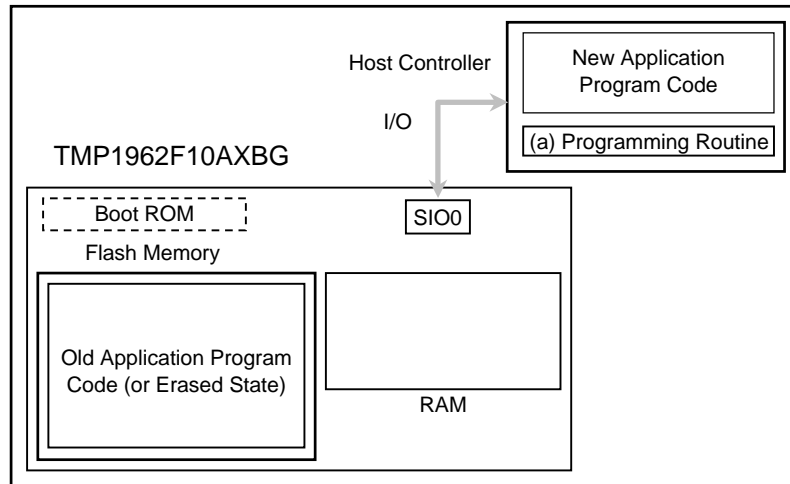 New Application
Program Code
Host Controller
I/O
(a) Programming Routine
TMP1962F10AXBG
Boot ROM
SIO0
Flash Memory
Old Application Program
Code (or Erased State)
RAM